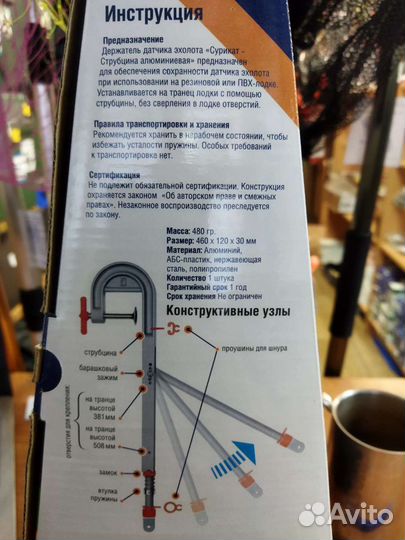 Инструкция
Предназначение
Держатель датчика эхолота «Сурикат -
Струбцина алюминиевая» предназначен
для обеспечения сохранности датчика эхолота
при использовании на резиновой или ПВХ-лодке.
Устанавливается на транец лодки с помощью
струбцины, без сверления в лодке отверстий.
Правила транспортировки и хранения
Рекомендуется хранить в нерабочем состоянии, чтобы
избежать усталости пружины. Особых требований
к транспортировке нет.
Сертификация
Не подлежит обязательной сертификации. Конструкция
охраняется законом «Об авторском праве и смежных
правах». Незаконное воспроизводство преследуется
по закону.
Масса: 480 гр.
Размер: 460 х 120 х 30 мм
Материал: Алюминий,
АБС-пластик, нержавеющая
сталь, полипропилен
Количество 1 штука
Гарантийный срок 1 год
Срок хранения Не ограничен
Конструктивные узлы
струбцина
проушины для шнура
барашковый
зажим
отверстие для крепления:
на транце
высотой
381мм
на транце
высотой
508мм
замок
втулка
пружины
Avito